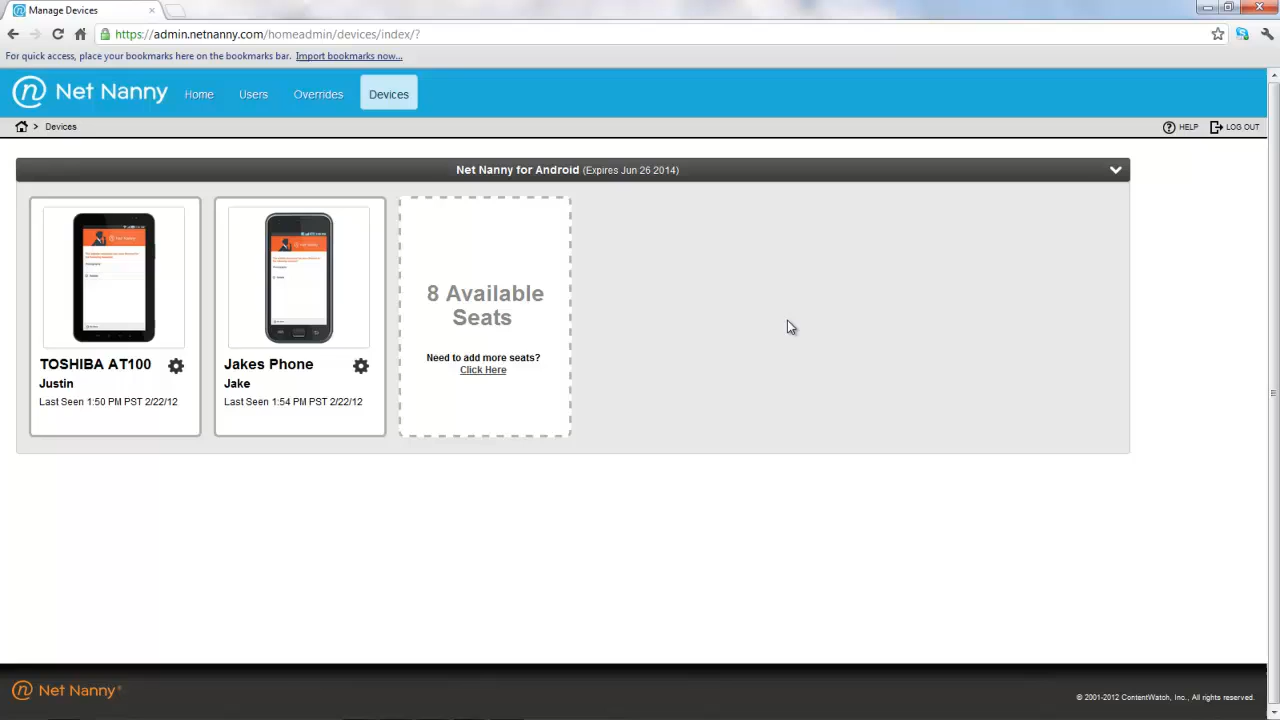 Manage Devices
https://admin.netnanny.com/homeadmin/devices/index/?
For quick access, place your bookmarks here on the bookmarks bar. Import bookmarks now...
Net Nanny Home Users Overrides Devices
> Devices HELP LOG OUT
Net Nanny for Android (Expires Jun 26 2014)
TOSHIBA AT100
Justin
Last Seen 1:50 PM PST 2/22/12
Jakes Phone
Jake
Last Seen 1:54 PM PST 2/22/12
8 Available
Seats
Need to add more seats?
Click Here
Net Nanny
© 2001-2012 ContentWatch, Inc., All rights reserved.